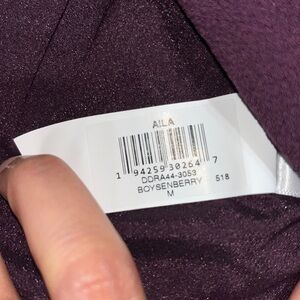 AILA
1 94259 30264 7
DDRA44-3053
BOYSENBERRY 518
M